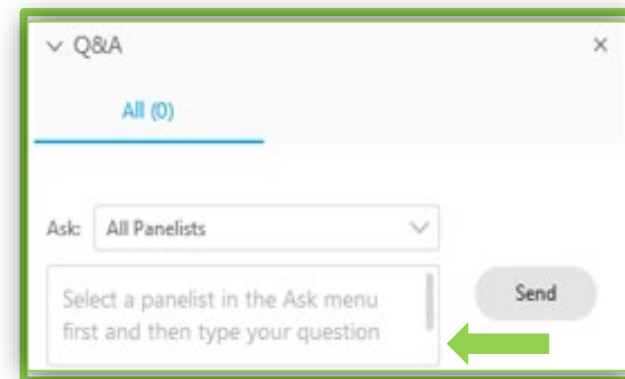 Q&A
All (0)
Ask: All Panelists
Select a panelist in the Ask menu
first and then type your question
Send